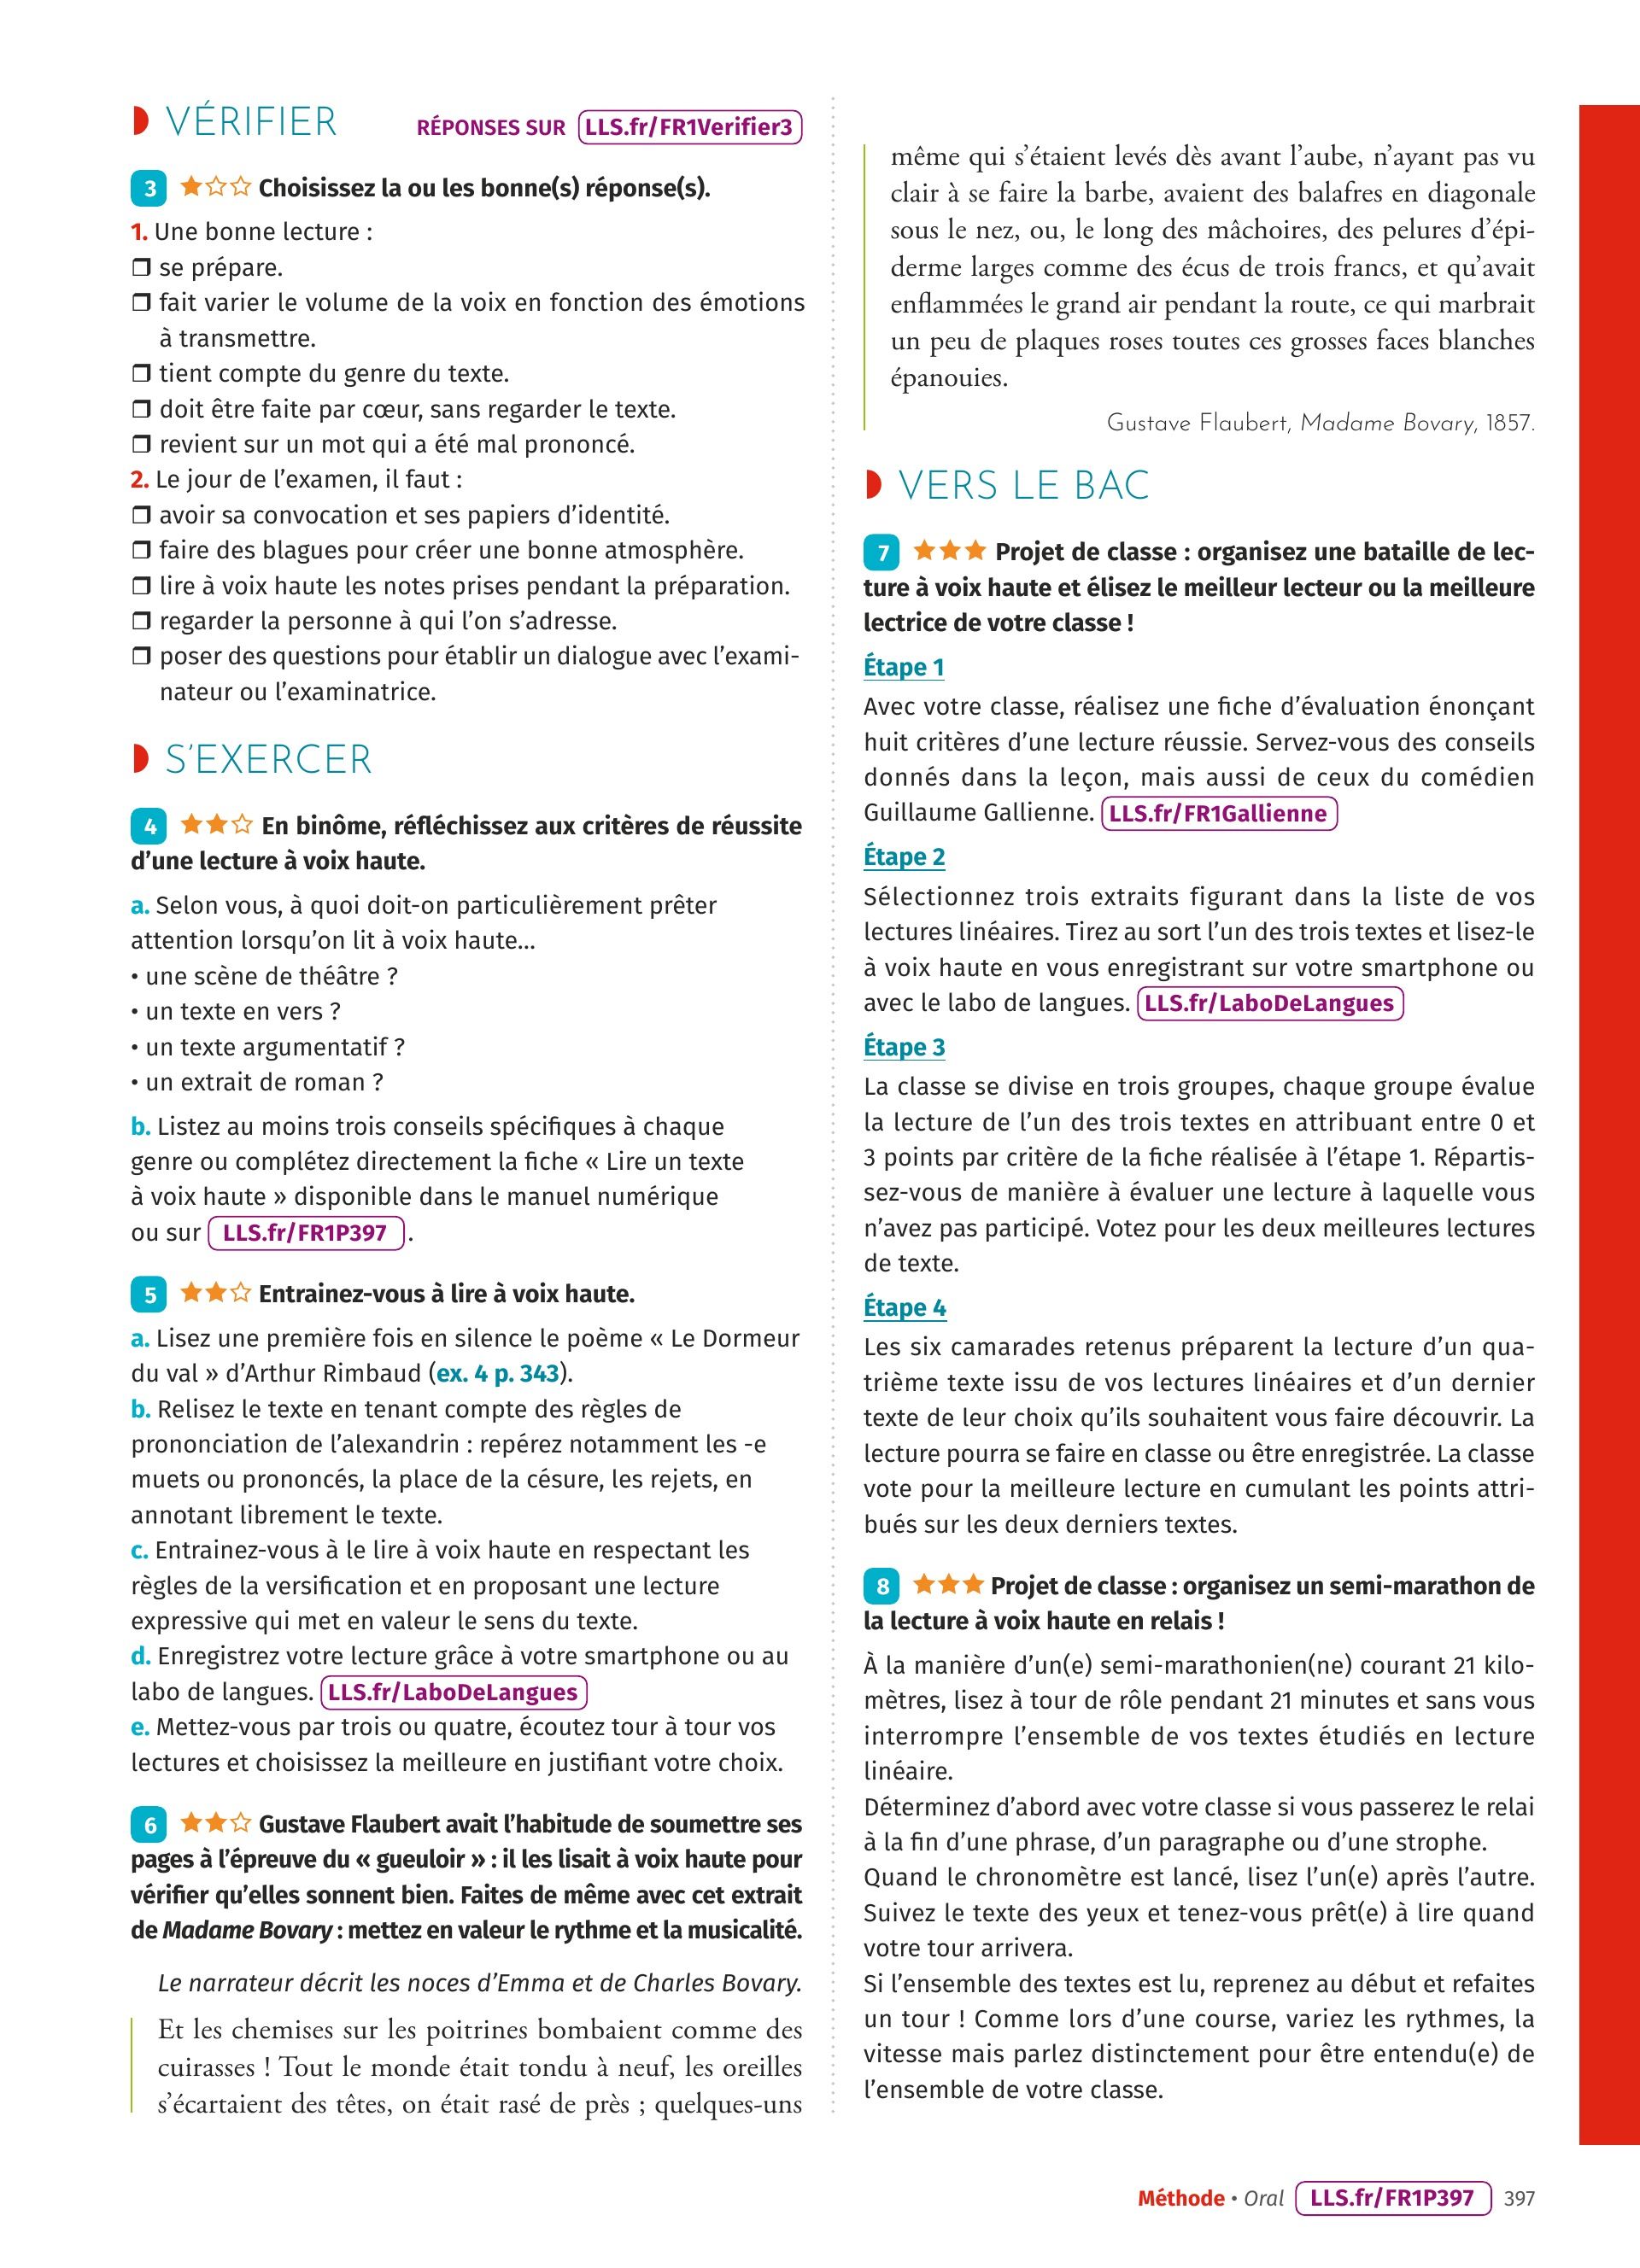 VÉRIFIER
RÉPONSES SUR LLS.fr/FR1Verifier3
3 Choisissez la ou les bonne(s) réponse(s).
1. Une bonne lecture :
❒ se prépare.
❒ fait varier le volume de la voix en fonction des émotions
à transmettre.
❒ tient compte du genre du texte.
❒ doit être faite par cœur, sans regarder le texte.
❒ revient sur un mot qui a été mal prononcé.
2. Le jour de l’examen, il faut :
❒ avoir sa convocation et ses papiers d’identité.
❒ faire des blagues pour créer une bonne atmosphère.
❒ lire à voix haute les notes prises pendant la préparation.
❒ regarder la personne à qui l’on s’adresse.
❒ poser des questions pour établir un dialogue avec l’exami-
nateur ou l’examinatrice.
S’EXERCER
4 En binôme, réfléchissez aux critères de réussite
d’une lecture à voix haute.
a. Selon vous, à quoi doit-on particulièrement prêter
attention lorsqu’on lit à voix haute…
• une scène de théâtre ?
• un texte en vers ?
• un texte argumentatif ?
• un extrait de roman ?
b. Listez au moins trois conseils spécifiques à chaque
genre ou complétez directement la fiche « Lire un texte
à voix haute » disponible dans le manuel numérique
ou sur LLS.fr/FR1P397 .
5 Entrainez-vous à lire à voix haute.
a. Lisez une première fois en silence le poème « Le Dormeur
du val » d’Arthur Rimbaud (ex. 4 p. 343).
b. Relisez le texte en tenant compte des règles de
prononciation de l’alexandrin : repérez notamment les -e
muets ou prononcés, la place de la césure, les rejets, en
annotant librement le texte.
c. Entrainez-vous à le lire à voix haute en respectant les
règles de la versification et en proposant une lecture
expressive qui met en valeur le sens du texte.
d. Enregistrez votre lecture grâce à votre smartphone ou au
labo de langues. LLS.fr/LaboDeLangues
e. Mettez-vous par trois ou quatre, écoutez tour à tour vos
lectures et choisissez la meilleure en justifiant votre choix.
6 Gustave Flaubert avait l’habitude de soumettre ses
pages à l’épreuve du « gueuloir » : il les lisait à voix haute pour
vérifier qu’elles sonnent bien. Faites de même avec cet extrait
de Madame Bovary : mettez en valeur le rythme et la musicalité.
Le narrateur décrit les noces d’Emma et de Charles Bovary.
Et les chemises sur les poitrines bombaient comme des
cuirasses ! Tout le monde était tondu à neuf, les oreilles
s’écartaient des têtes, on était rasé de près ; quelques-uns
même qui s’étaient levés dès avant l’aube, n’ayant pas vu
clair à se faire la barbe, avaient des balafres en diagonale
sous le nez, ou, le long des mâchoires, des pelures d’épi-
derme larges comme des écus de trois francs, et qu’avait
enflammées le grand air pendant la route, ce qui marbrait
un peu de plaques roses toutes ces grosses faces blanches
épanouies.
Gustave Flaubert, Madame Bovary, 1857.
VERS LE BAC
7 Projet de classe : organisez une bataille de lec-
ture à voix haute et élisez le meilleur lecteur ou la meilleure
lectrice de votre classe !
Étape 1
Avec votre classe, réalisez une fiche d’évaluation énonçant
huit critères d’une lecture réussie. Servez-vous des conseils
donnés dans la leçon, mais aussi de ceux du comédien
Guillaume Gallienne. LLS.fr/FR1Gallienne
Étape 2
Sélectionnez trois extraits figurant dans la liste de vos
lectures linéaires. Tirez au sort l’un des trois textes et lisez-le
à voix haute en vous enregistrant sur votre smartphone ou
avec le labo de langues. LLS.fr/LaboDeLangues
Étape 3
La classe se divise en trois groupes, chaque groupe évalue
la lecture de l’un des trois textes en attribuant entre 0 et
3 points par critère de la fiche réalisée à l’étape 1. Répartis-
sez-vous de manière à évaluer une lecture à laquelle vous
n’avez pas participé. Votez pour les deux meilleures lectures
de texte.
Étape 4
Les six camarades retenus préparent la lecture d’un qua-
trième texte issu de vos lectures linéaires et d’un dernier
texte de leur choix qu’ils souhaitent vous faire découvrir. La
lecture pourra se faire en classe ou être enregistrée. La classe
vote pour la meilleure lecture en cumulant les points attri-
bués sur les deux derniers textes.
8 Projet de classe : organisez un semi-marathon de
la lecture à voix haute en relais !
À la manière d’un(e) semi-marathonien(ne) courant 21 kilo-
mètres, lisez à tour de rôle pendant 21 minutes et sans vous
interrompre l’ensemble de vos textes étudiés en lecture
linéaire.
Déterminez d’abord avec votre classe si vous passerez le relai
à la fin d’une phrase, d’un paragraphe ou d’une strophe.
Quand le chronomètre est lancé, lisez l’un(e) après l’autre.
Suivez le texte des yeux et tenez-vous prêt(e) à lire quand
votre tour arrivera.
Si l’ensemble des textes est lu, reprenez au début et refaites
un tour ! Comme lors d’une course, variez les rythmes, la
vitesse mais parlez distinctement pour être entendu(e) de
l’ensemble de votre classe.
Méthode • Oral LLS.fr/FR1P397 397